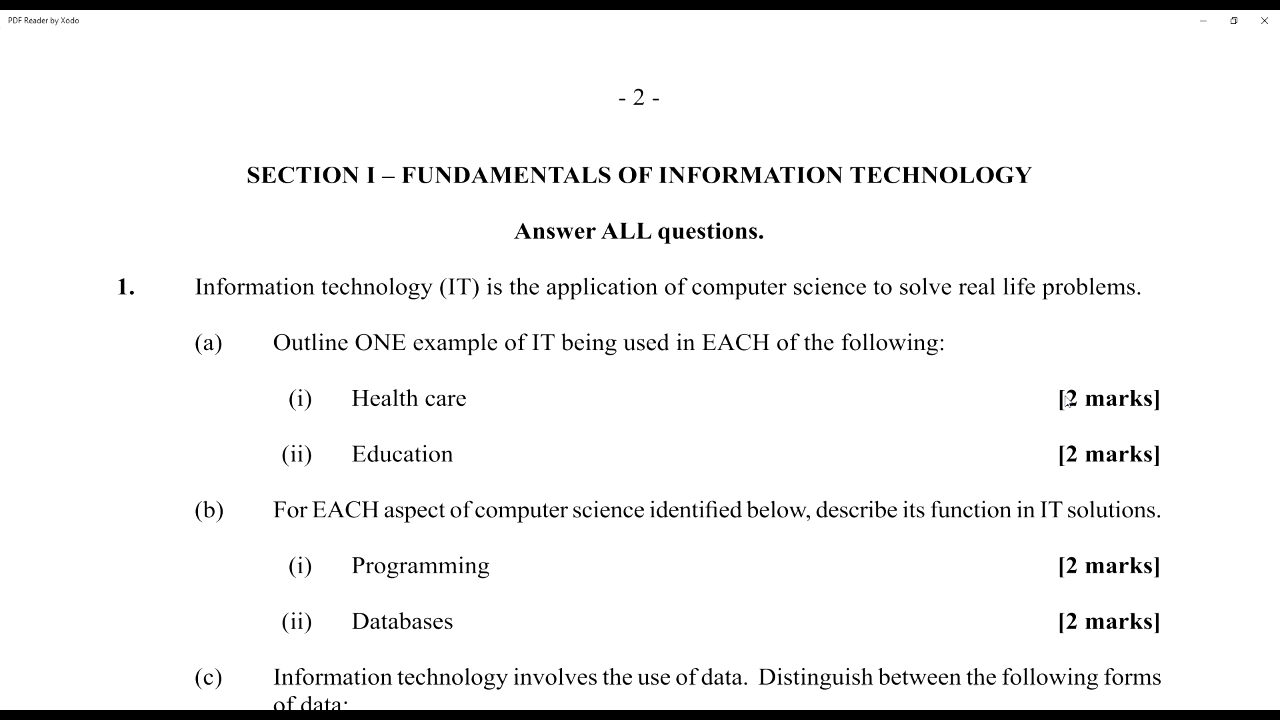 PDF Reader by Xodo
- 2 -
SECTION I – FUNDAMENTALS OF INFORMATION TECHNOLOGY
Answer ALL questions.
1. Information technology (IT) is the application of computer science to solve real life problems.
(a) Outline ONE example of IT being used in EACH of the following:
(i) Health care [2 marks]
(ii) Education [2 marks]
(b) For EACH aspect of computer science identified below, describe its function in IT solutions.
(i) Programming [2 marks]
(ii) Databases [2 marks]
(c) Information technology involves the use of data. Distinguish between the following forms
of data: